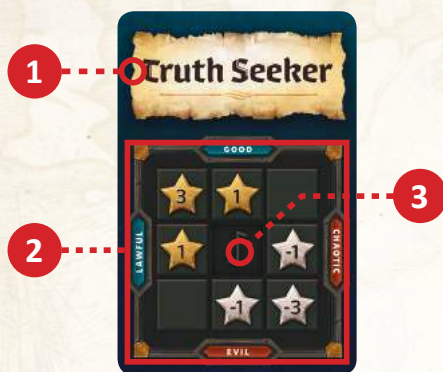 1
Truth Seeker
GOOD
3 1
3
LAWFUL
2
1 -1
CHAOTIC
-1 -3
EVIL